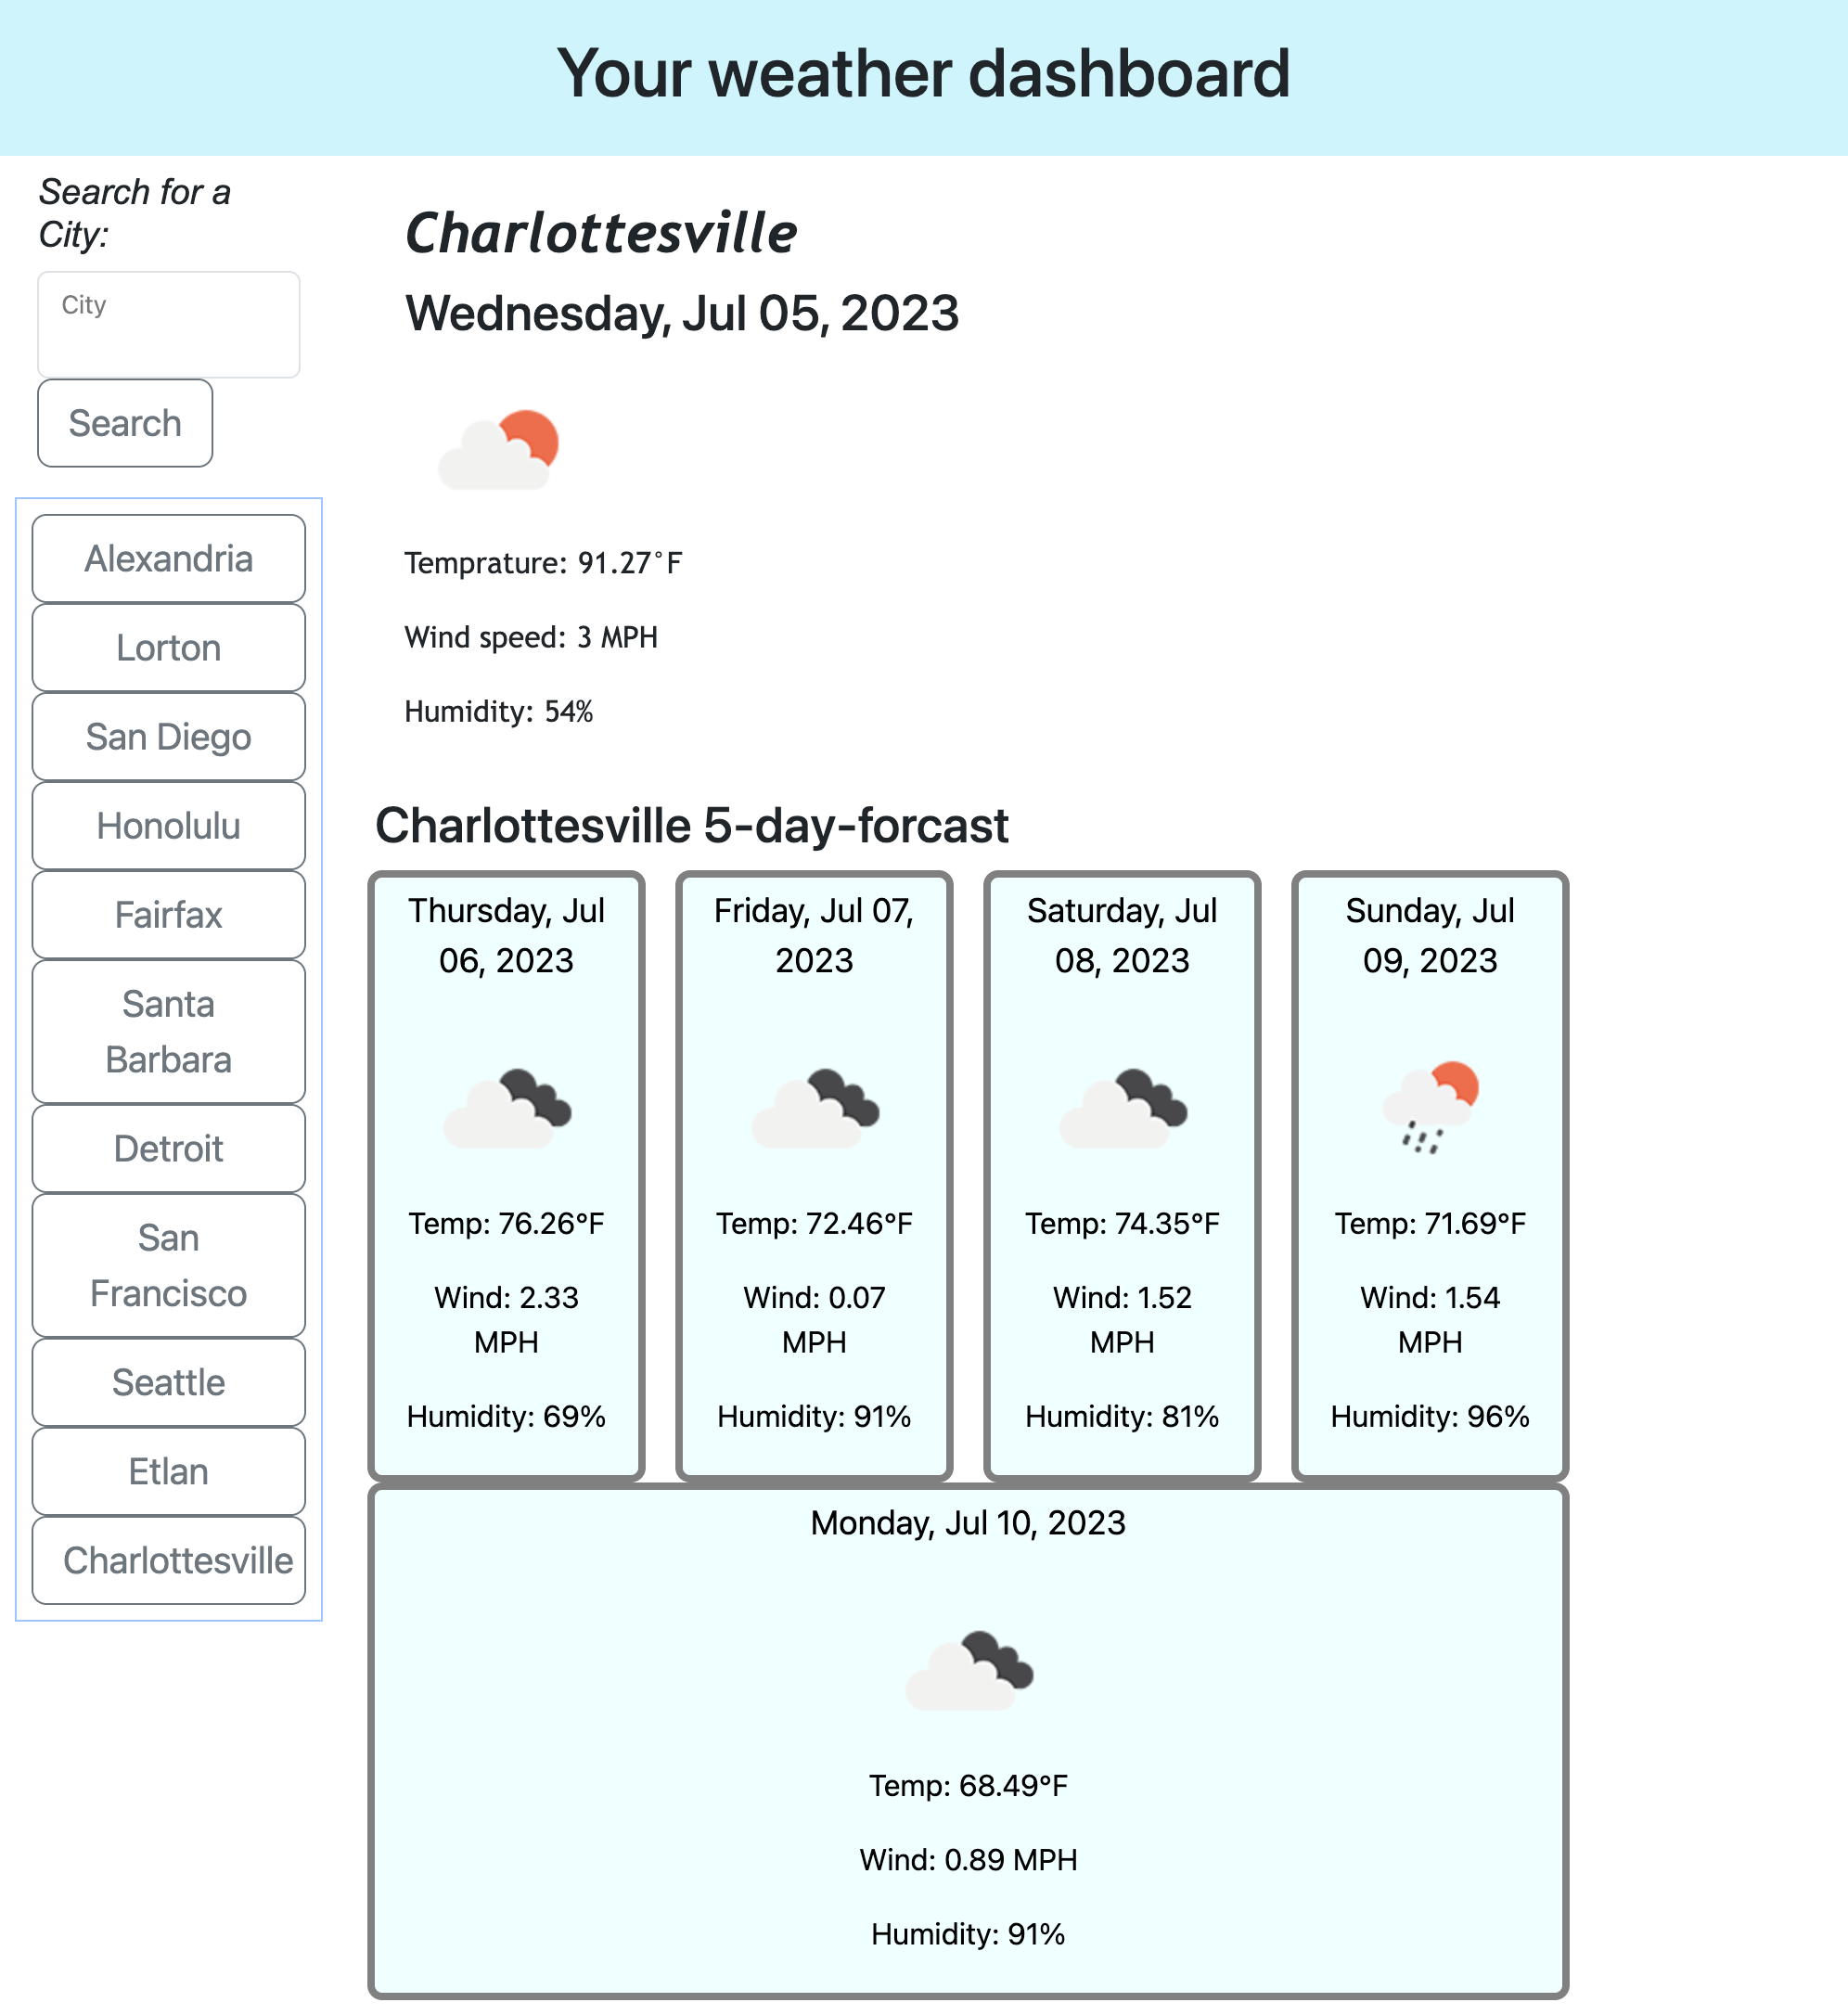 Your weather dashboard
Search for a
City:
City
Search
Alexandria
Lorton
San Diego
Honolulu
Fairfax
Santa
Barbara
Detroit
San
Francisco
Seattle
Etlan
Charlottesville
Charlottesville
Wednesday, Jul 05, 2023
Temprature: 91.27°F
Wind speed: 3 MPH
Humidity: 54%
Charlottesville 5-day-forcast
Thursday, Jul
06, 2023
Temp: 76.26°F
Wind: 2.33
MPH
Humidity: 69%
Friday, Jul 07,
2023
Temp: 72.46°F
Wind: 0.07
MPH
Humidity: 91%
Saturday, Jul
08, 2023
Temp: 74.35°F
Wind: 1.52
MPH
Humidity: 81%
Sunday, Jul
09, 2023
Temp: 71.69°F
Wind: 1.54
MPH
Humidity: 96%
Monday, Jul 10, 2023
Temp: 68.49°F
Wind: 0.89 MPH
Humidity: 91%